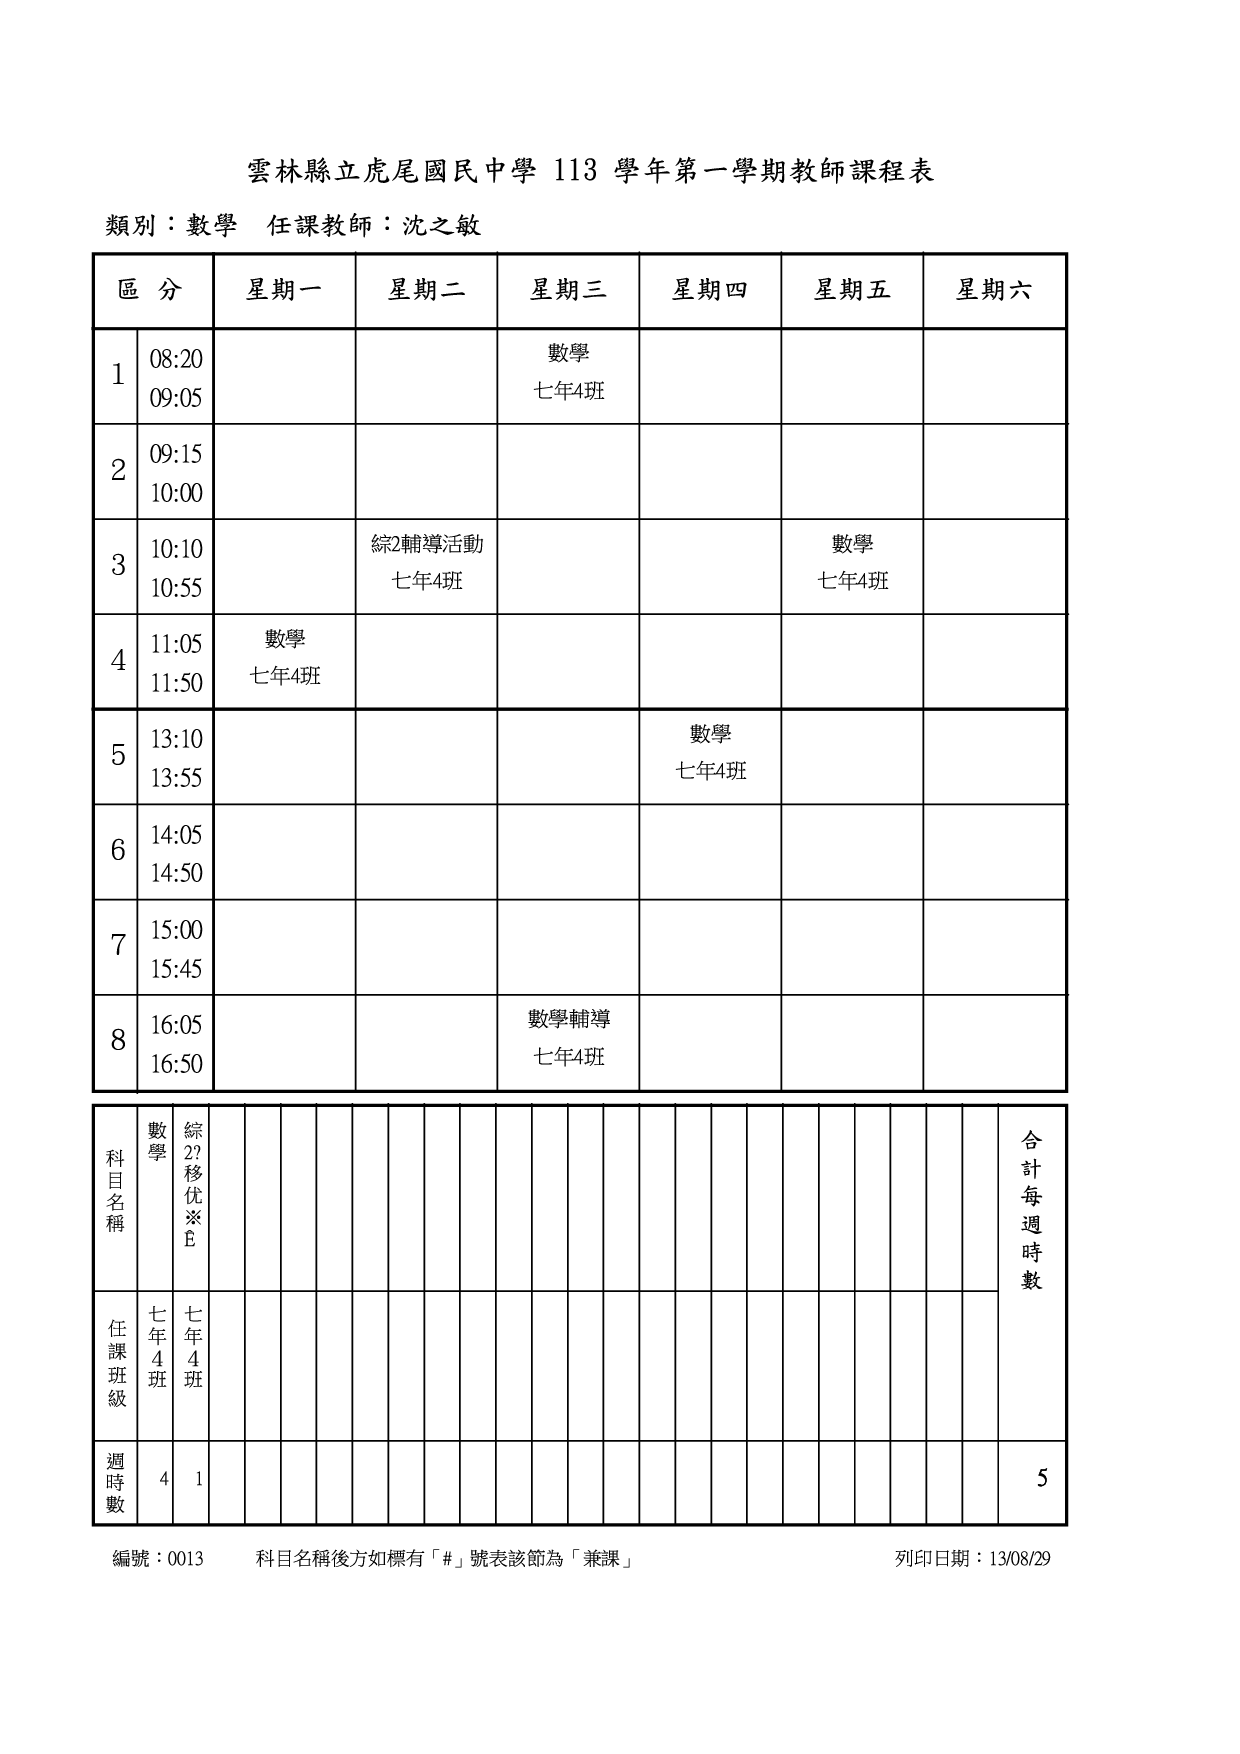 雲林縣立虎尾國民中學 113 學年第一學期教師課程表
類別：數學 任課教師：沈之敏
區 分 星期一 星期二 星期三 星期四 星期五 星期六
1 08:20 09:05 數學 七年4班
2 09:15 10:00
3 10:10 10:55 綜2輔導活動 七年4班 數學 七年4班
4 11:05 11:50 數學 七年4班
5 13:10 13:55 數學 七年4班
6 14:05 14:50
7 15:00 15:45
8 16:05 16:50 數學輔導 七年4班
科目名稱 數學 綜2?移优※E 合計每週時數
任課班級 七年4班 七年4班
週時數 4 1 5
編號：0013 科目名稱後方如標有「#」號表該節為「兼課」 列印日期：13/08/29